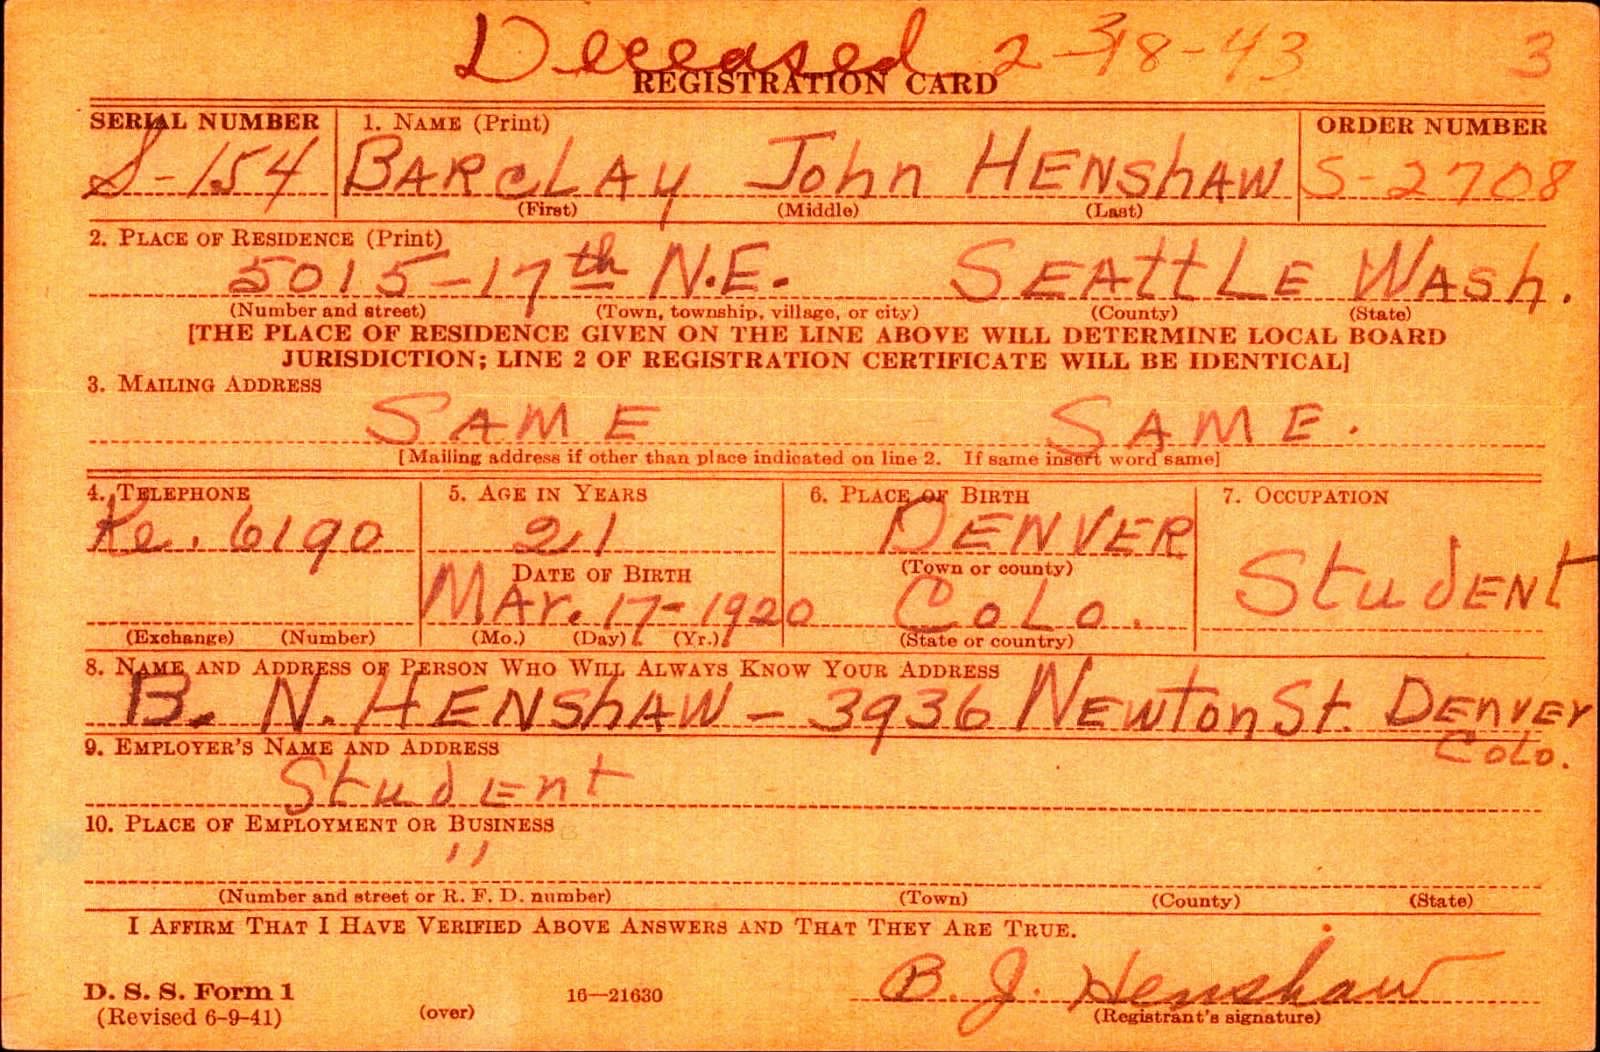 Deceased 2-18-43 3
REGISTRATION CARD
SERIAL NUMBER 1. NAME (Print) ORDER NUMBER
S-154 BARCLAY John HENSHAW S-2708
(First) (Middle) (Last)
2. PLACE OF RESIDENCE (Print)
5015-17th N.E. SEATTLE WASh.
(Number and street) (Town, township, village, or city) (County) (State)
[THE PLACE OF RESIDENCE GIVEN ON THE LINE ABOVE WILL DETERMINE LOCAL BOARD
JURISDICTION; LINE 2 OF REGISTRATION CERTIFICATE WILL BE IDENTICAL]
3. MAILING ADDRESS
SAME SAME.
[Mailing address if other than place indicated on line 2. If same insert word same]
4. TELEPHONE 5. AGE IN YEARS 6. PLACE OF BIRTH 7. OCCUPATION
Ke. 6190 21 DENVER
DATE OF BIRTH (Town or county)
MAr. 17-1920 CoLo. StudENt
(Exchange) (Number) (Mo.) (Day) (Yr.) (State or country)
8. NAME AND ADDRESS OF PERSON WHO WILL ALWAYS KNOW YOUR ADDRESS
B. N. HENShAW - 3936 NEWton St. DENVER
COLO.
9. EMPLOYER'S NAME AND ADDRESS
StudEnt
10. PLACE OF EMPLOYMENT OR BUSINESS
"
(Number and street or R. F. D. number) (Town) (County) (State)
I AFFIRM THAT I HAVE VERIFIED ABOVE ANSWERS AND THAT THEY ARE TRUE.
B. J. Henshaw
D. S. S. Form 1 16—21630
(Revised 6-9-41) (over) (Registrant's signature)